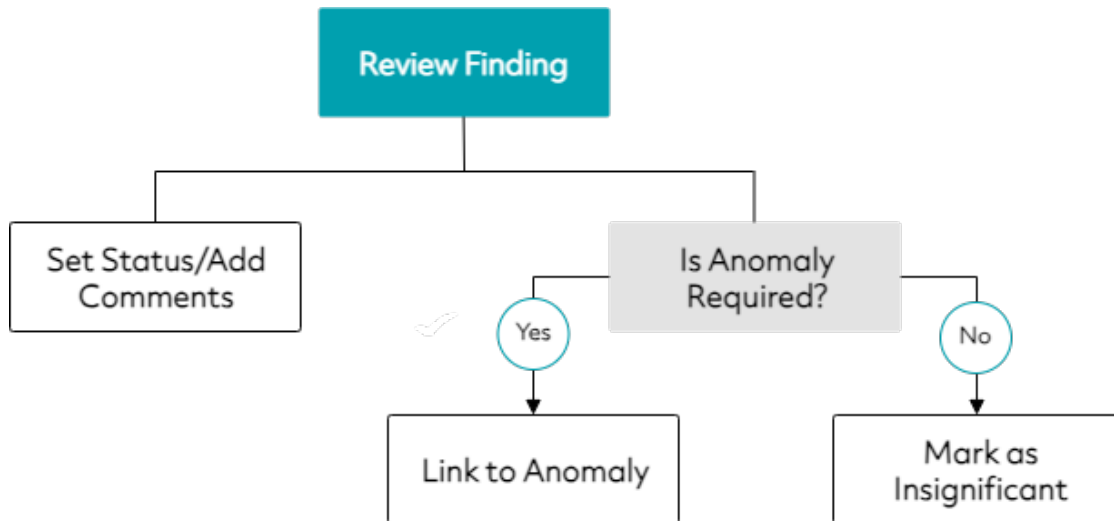 Review Finding
Set Status/Add
Comments
Is Anomaly
Required?
Yes
No
Link to Anomaly
Mark as
Insignificant